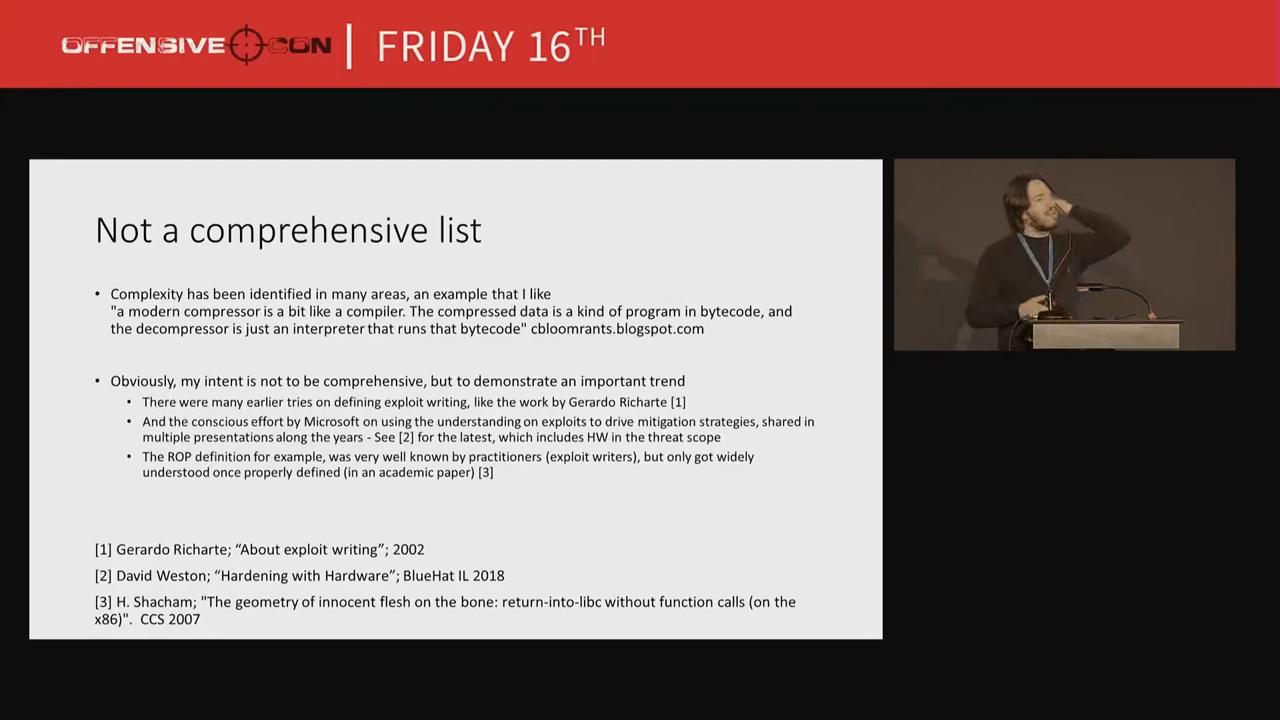 OFFENSIVE CON | FRIDAY 16TH
Not a comprehensive list
• Complexity has been identified in many areas, an example that I like
"a modern compressor is a bit like a compiler. The compressed data is a kind of program in bytecode, and
the decompressor is just an interpreter that runs that bytecode" cbloomrants.blogspot.com
• Obviously, my intent is not to be comprehensive, but to demonstrate an important trend
• There were many earlier tries on defining exploit writing, like the work by Gerardo Richarte [1]
• And the conscious effort by Microsoft on using the understanding on exploits to drive mitigation strategies, shared in
multiple presentations along the years - See [2] for the latest, which includes HW in the threat scope
• The ROP definition for example, was very well known by practitioners (exploit writers), but only got widely
understood once properly defined (in an academic paper) [3]
[1] Gerardo Richarte; “About exploit writing”; 2002
[2] David Weston; “Hardening with Hardware”; BlueHat IL 2018
[3] H. Shacham; "The geometry of innocent flesh on the bone: return-into-libc without function calls (on the
x86)". CCS 2007